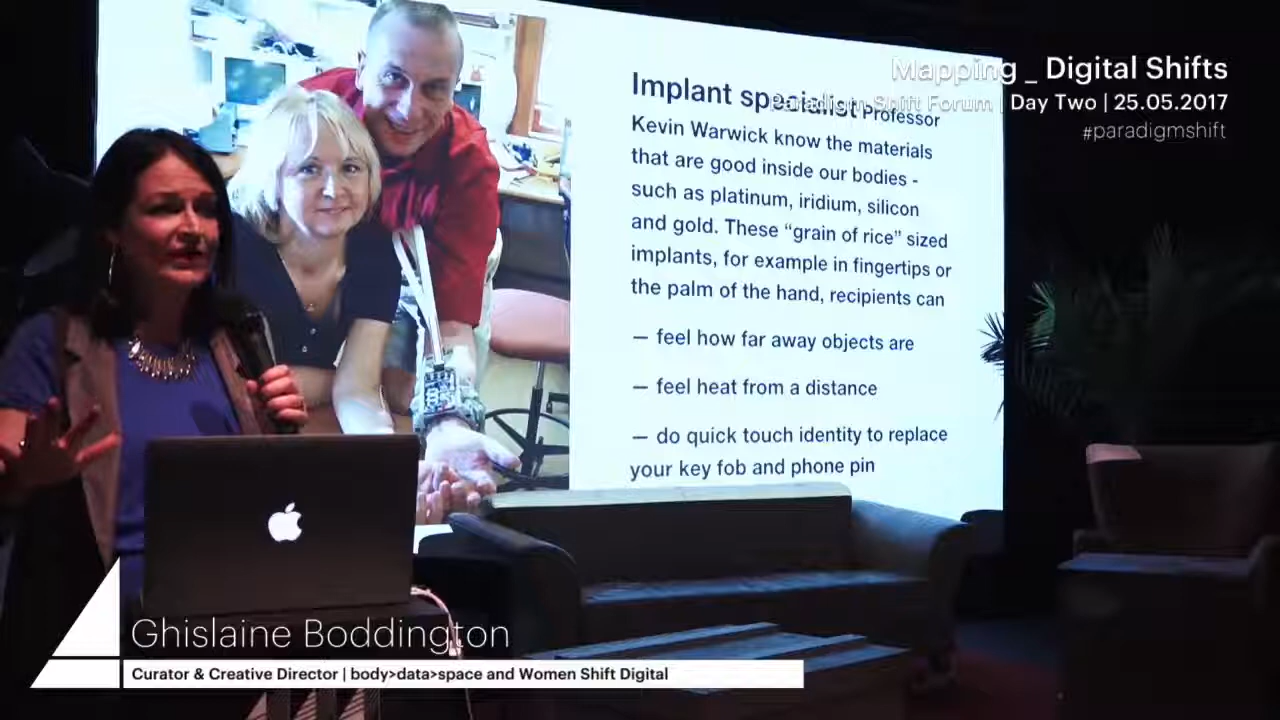 Mapping _ Digital Shifts
Paradigm Shift Forum | Day Two | 25.05.2017
#paradigmshift
Implant specialist Professor
Kevin Warwick know the materials
that are good inside our bodies -
such as platinum, iridium, silicon
and gold. These “grain of rice” sized
implants, for example in fingertips or
the palm of the hand, recipients can
— feel how far away objects are
— feel heat from a distance
— do quick touch identity to replace
your key fob and phone pin
Ghislaine Boddington
Curator & Creative Director | body>data>space and Women Shift Digital